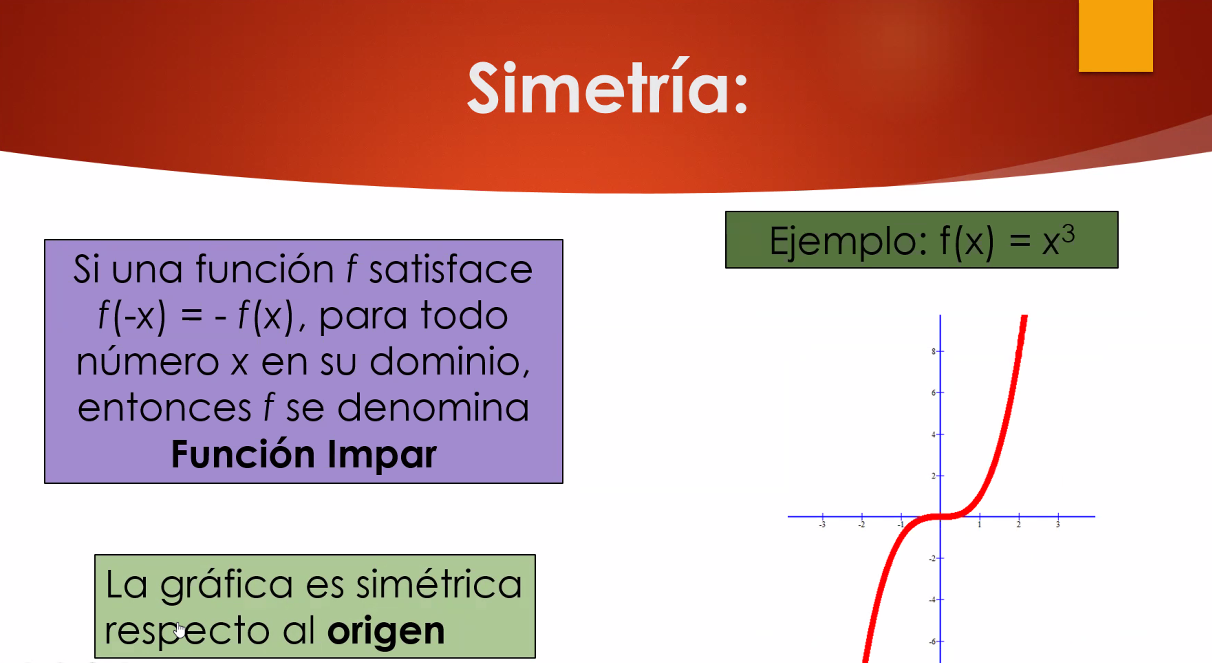 Simetría:
Si una función f satisface
f(-x) = - f(x), para todo
número x en su dominio,
entonces f se denomina
Función Impar
La gráfica es simétrica
respecto al origen
Ejemplo: f(x) = x³
8
6
4
2
-3 -2 -1 1 2 3
-2
-4
-6